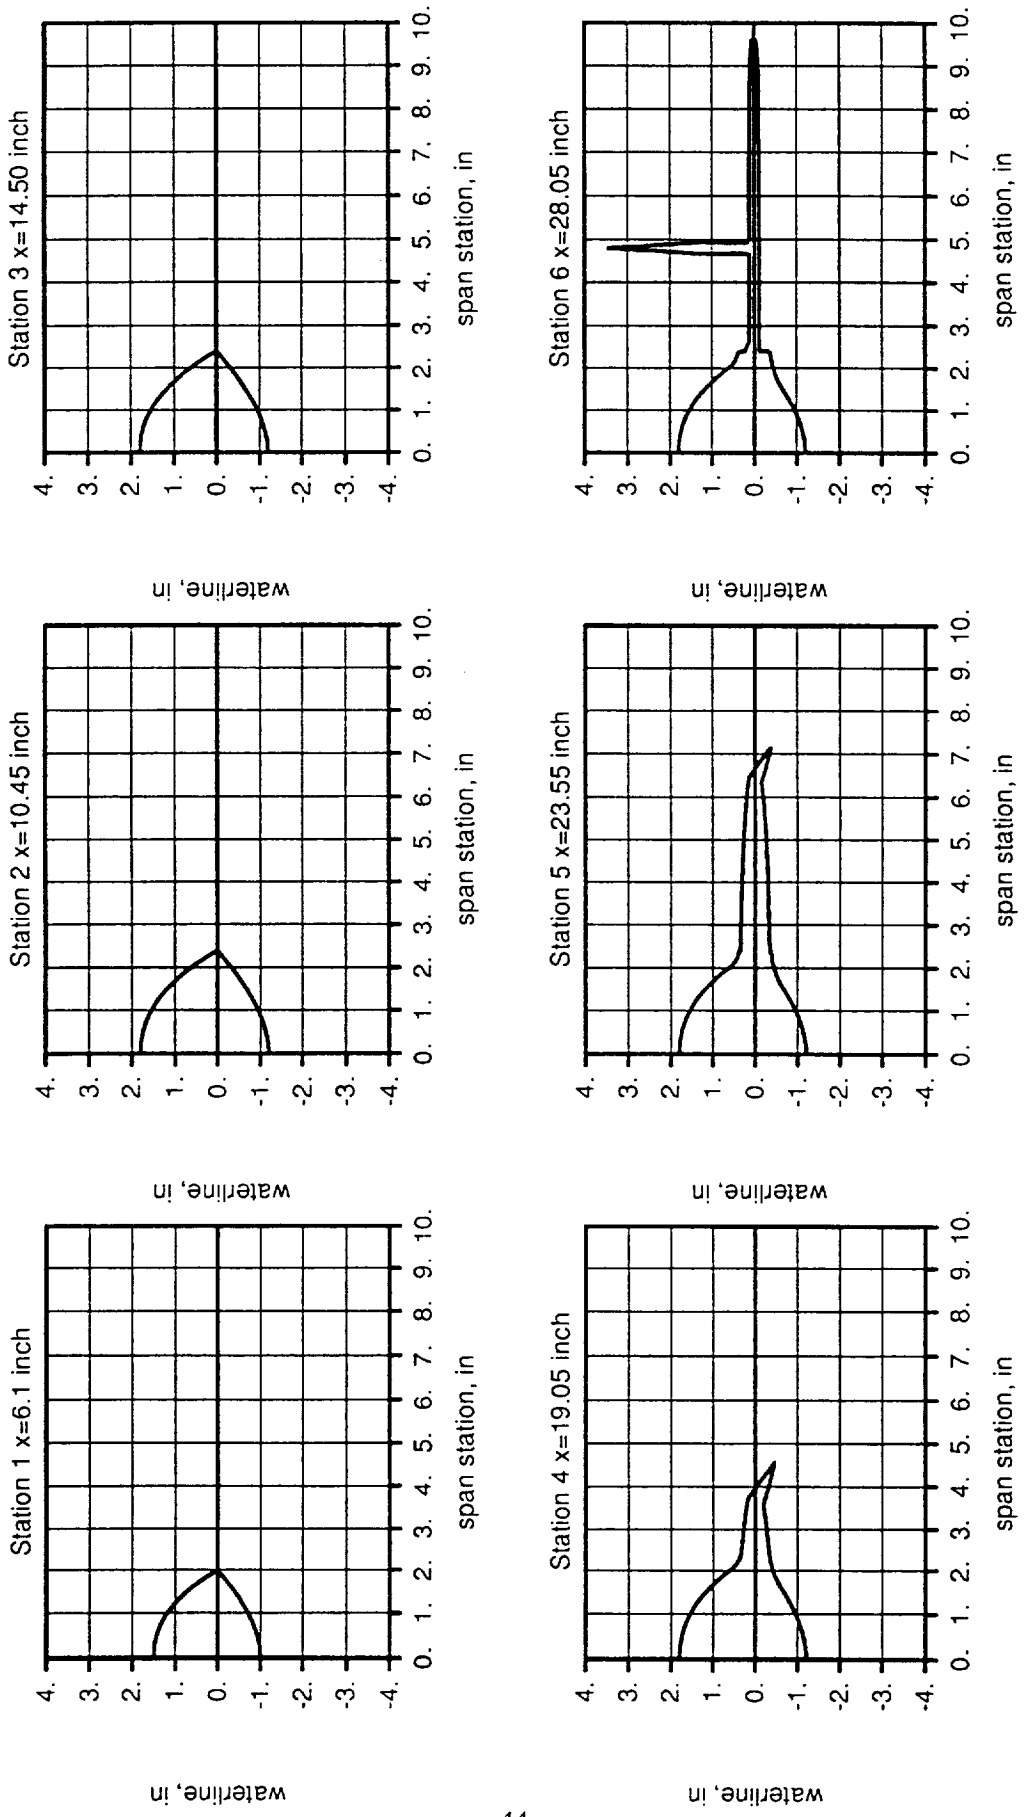 Station 1 x=6.1 inch
waterline, in
4.
3.
2.
1.
0.
-1.
-2.
-3.
-4.
0. 1. 2. 3. 4. 5. 6. 7. 8. 9. 10.
span station, in
Station 2 x=10.45 inch
waterline, in
4.
3.
2.
1.
0.
-1.
-2.
-3.
-4.
0. 1. 2. 3. 4. 5. 6. 7. 8. 9. 10.
span station, in
Station 3 x=14.50 inch
waterline, in
4.
3.
2.
1.
0.
-1.
-2.
-3.
-4.
0. 1. 2. 3. 4. 5. 6. 7. 8. 9. 10.
span station, in
Station 4 x=19.05 inch
waterline, in
4.
3.
2.
1.
0.
-1.
-2.
-3.
-4.
0. 1. 2. 3. 4. 5. 6. 7. 8. 9. 10.
span station, in
Station 5 x=23.55 inch
waterline, in
4.
3.
2.
1.
0.
-1.
-2.
-3.
-4.
0. 1. 2. 3. 4. 5. 6. 7. 8. 9. 10.
span station, in
Station 6 x=28.05 inch
waterline, in
4.
3.
2.
1.
0.
-1.
-2.
-3.
-4.
0. 1. 2. 3. 4. 5. 6. 7. 8. 9. 10.
span station, in